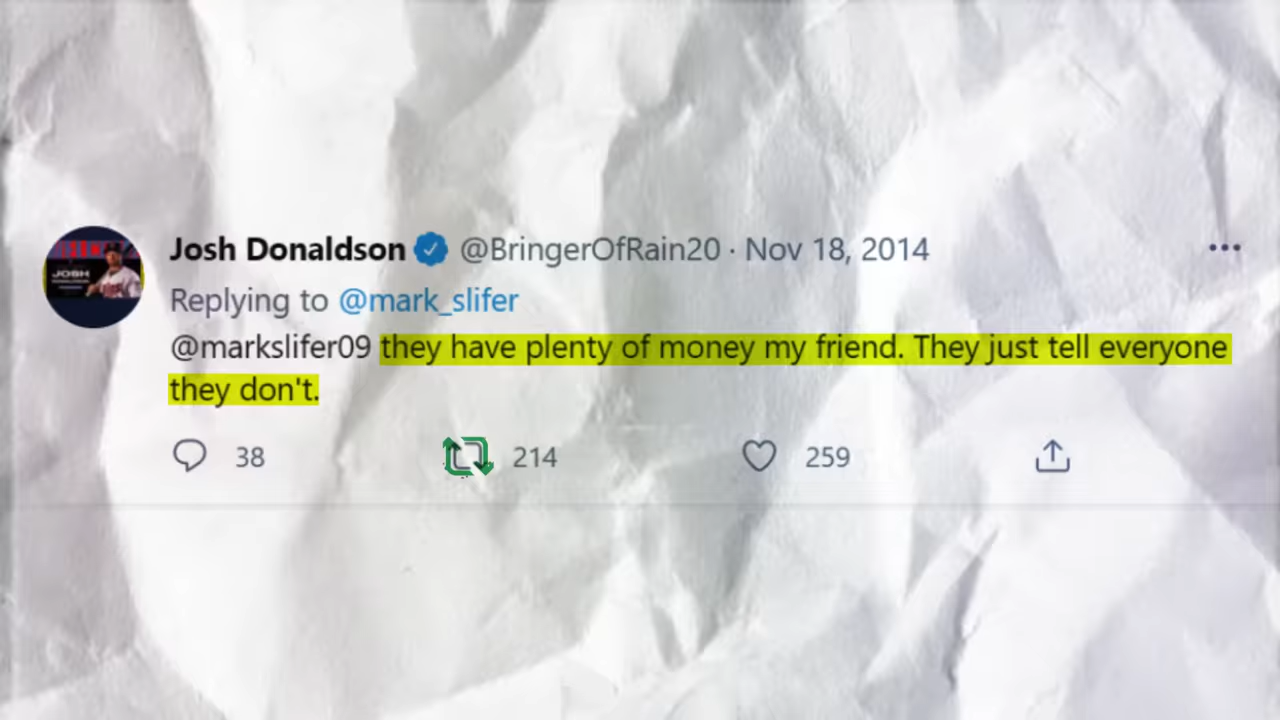 Josh Donaldson @BringerOfRain20 · Nov 18, 2014
Replying to @mark_slifer
@markslifer09 they have plenty of money my friend. They just tell everyone
they don't.
38 214 259